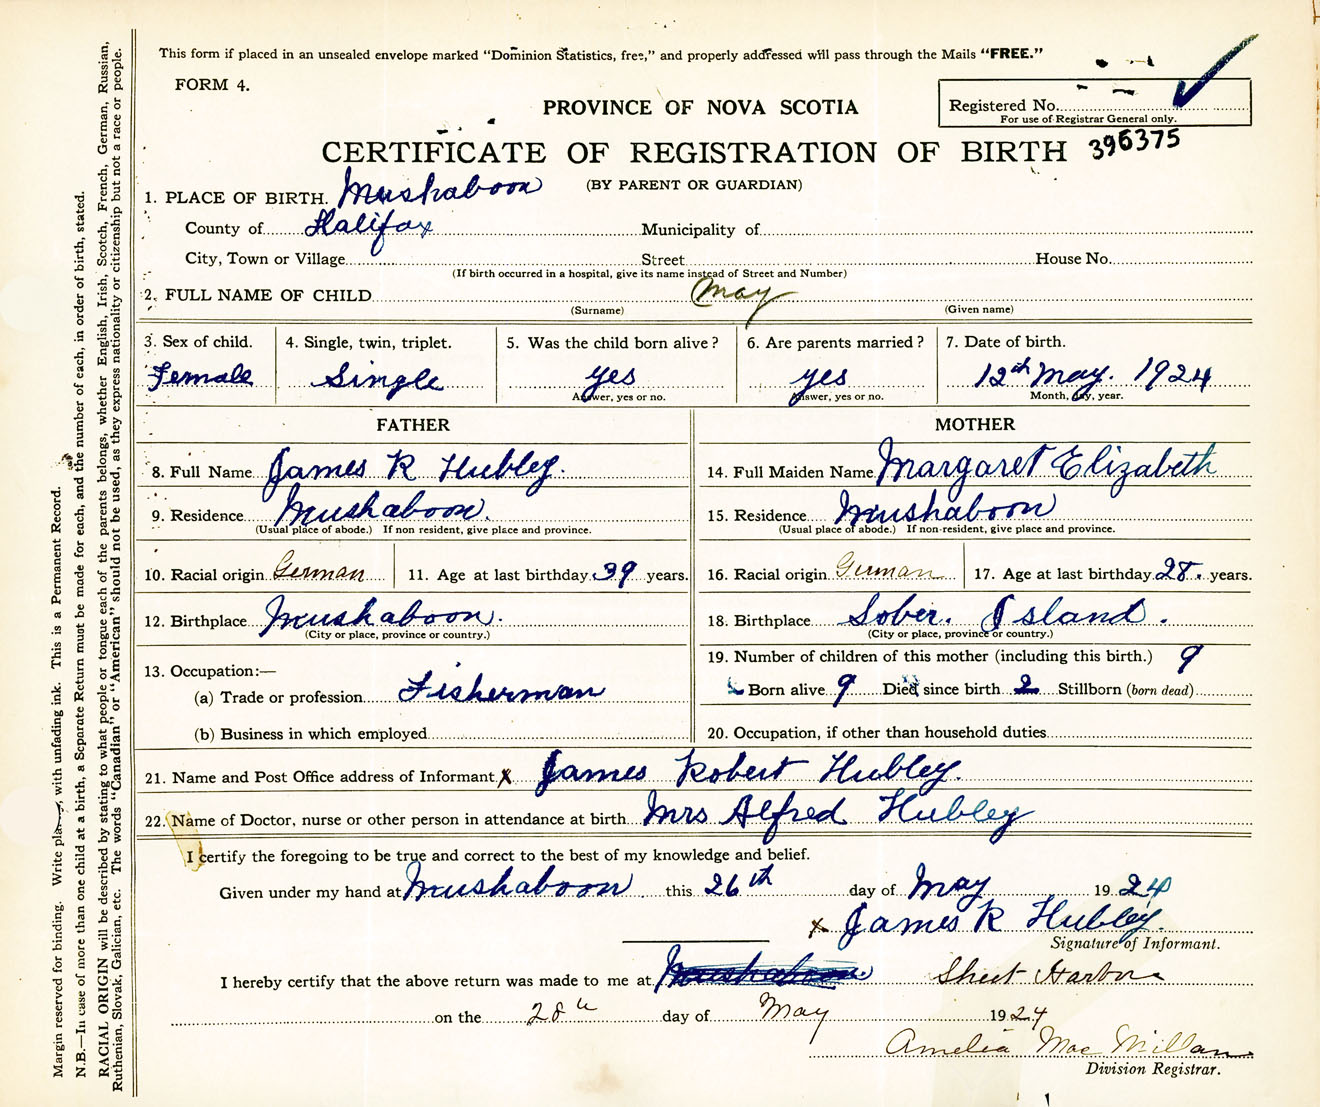 This form if placed in an unsealed envelope marked "Dominion Statistics, free," and properly addressed will pass through the Mails "FREE."
FORM 4.
Registered No.
For use of Registrar General only.
PROVINCE OF NOVA SCOTIA
396375
CERTIFICATE OF REGISTRATION OF BIRTH
(BY PARENT OR GUARDIAN)
1. PLACE OF BIRTH. Mushaboon
County of Halifax Municipality of
City, Town or Village Street House No.
(If birth occurred in a hospital, give its name instead of Street and Number)
2. FULL NAME OF CHILD May
(Surname) (Given name)
3. Sex of child. 4. Single, twin, triplet. 5. Was the child born alive? 6. Are parents married? 7. Date of birth.
Female Single yes yes 12th May. 1924
Answer, yes or no. Answer, yes or no. Month, day, year.
FATHER MOTHER
8. Full Name James R Hubley. 14. Full Maiden Name Margaret Elizabeth
9. Residence Mushaboon. 15. Residence Mushaboon
(Usual place of abode.) If non resident, give place and province. (Usual place of abode.) If non-resident, give place and province.
10. Racial origin German 11. Age at last birthday 39 years. 16. Racial origin German 17. Age at last birthday 28. years.
12. Birthplace Mushaboon. 18. Birthplace Sober. Island.
(City or place, province or country.) (City or place, province or country.)
13. Occupation:— 19. Number of children of this mother (including this birth.) 9
(a) Trade or profession Fisherman Born alive 9 Died since birth 2 Stillborn (born dead)
(b) Business in which employed 20. Occupation, if other than household duties
21. Name and Post Office address of Informant x James Robert Hubley.
22. Name of Doctor, nurse or other person in attendance at birth Mrs Alfred Hubley
I certify the foregoing to be true and correct to the best of my knowledge and belief.
Given under my hand at Mushaboon this 26th day of May 1924
x James R Hubley.
Signature of Informant.
I hereby certify that the above return was made to me at Mushaboon Sheet Harbor
on the 28th day of May 1924
Amelia MacMillan
Division Registrar.
Margin reserved for binding. Write plainly, with unfading ink. This is a Permanent Record.
N.B.—In case of more than one child at a birth, a Separate Return must be made for each, and the number of each, in order of birth, stated.
RACIAL ORIGIN will be described by stating to what people or tongue each of the parents belongs, whether English, Irish, Scotch, French, German, Russian,
Ruthenian, Slovak, Galician, etc. The words "Canadian" or "American" should not be used, as they express nationality or citizenship but not a race or people.